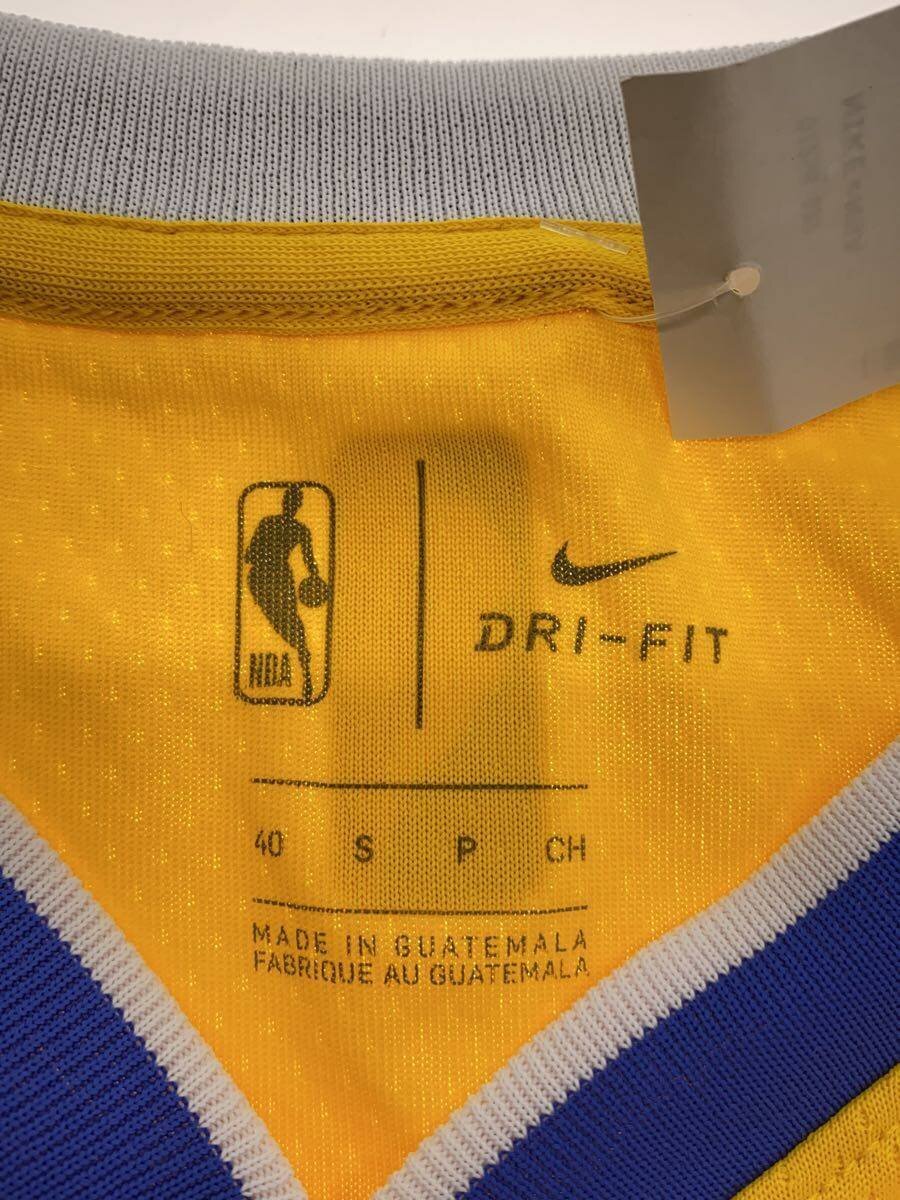 NBA
DRI-FIT
40 S P CH
MADE IN GUATEMALA
FABRIQUE AU GUATEMALA